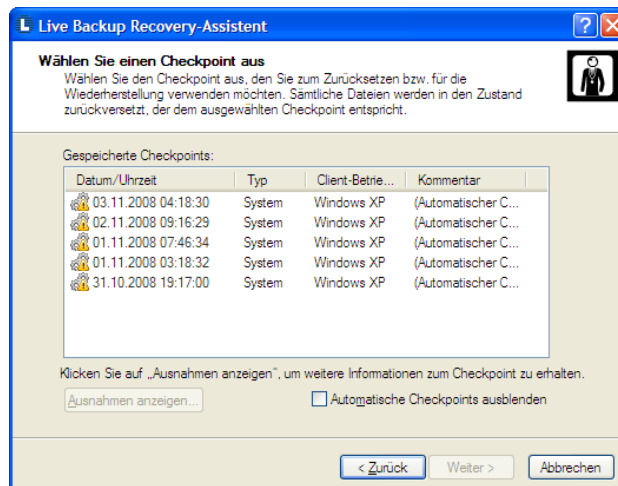 L Live Backup Recovery-Assistent
Wählen Sie einen Checkpoint aus
Wählen Sie den Checkpoint aus, den Sie zum Zurücksetzen bzw. für die
Wiederherstellung verwenden möchten. Sämtliche Dateien werden in den Zustand
zurückversetzt, der dem ausgewählten Checkpoint entspricht.
Gespeicherte Checkpoints:
Datum/Uhrzeit Typ Client-Betrie... Kommentar
03.11.2008 04:18:30 System Windows XP (Automatischer C...
02.11.2008 09:16:29 System Windows XP (Automatischer C...
01.11.2008 07:46:34 System Windows XP (Automatischer C...
01.11.2008 03:18:32 System Windows XP (Automatischer C...
31.10.2008 19:17:00 System Windows XP (Automatischer C...
Klicken Sie auf „Ausnahmen anzeigen", um weitere Informationen zum Checkpoint zu erhalten.
Ausnahmen anzeigen... Automatische Checkpoints ausblenden
< Zurück Weiter > Abbrechen